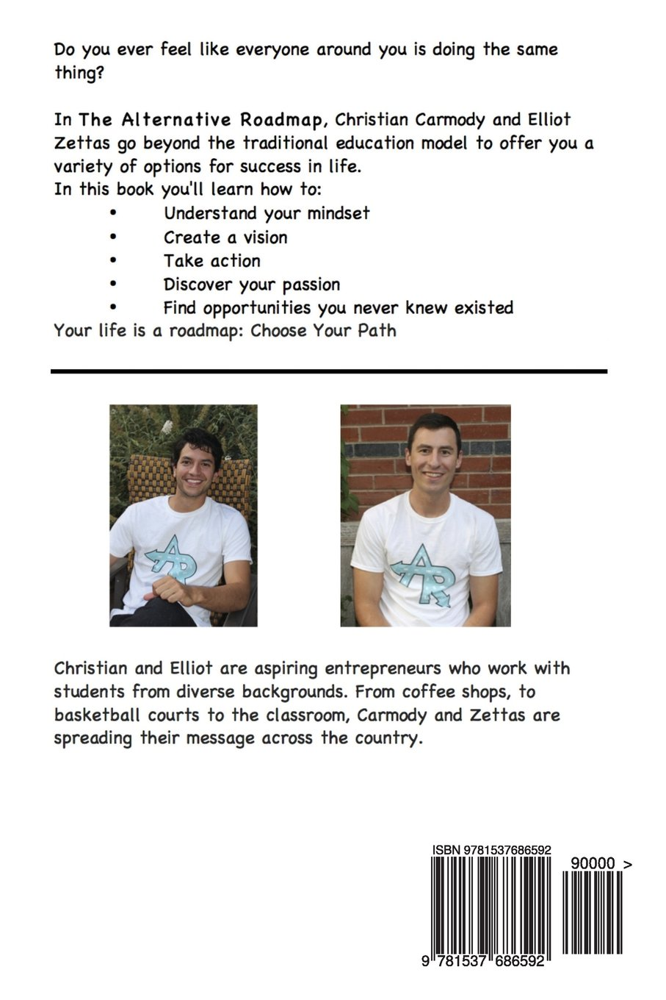 Do you ever feel like everyone around you is doing the same
thing?
In The Alternative Roadmap, Christian Carmody and Elliot
Zettas go beyond the traditional education model to offer you a
variety of options for success in life.
In this book you'll learn how to:
• Understand your mindset
• Create a vision
• Take action
• Discover your passion
• Find opportunities you never knew existed
Your life is a roadmap: Choose Your Path
AR
AR
Christian and Elliot are aspiring entrepreneurs who work with
students from diverse backgrounds. From coffee shops, to
basketball courts to the classroom, Carmody and Zettas are
spreading their message across the country.
ISBN 9781537686592
90000 >
9 781537 686592